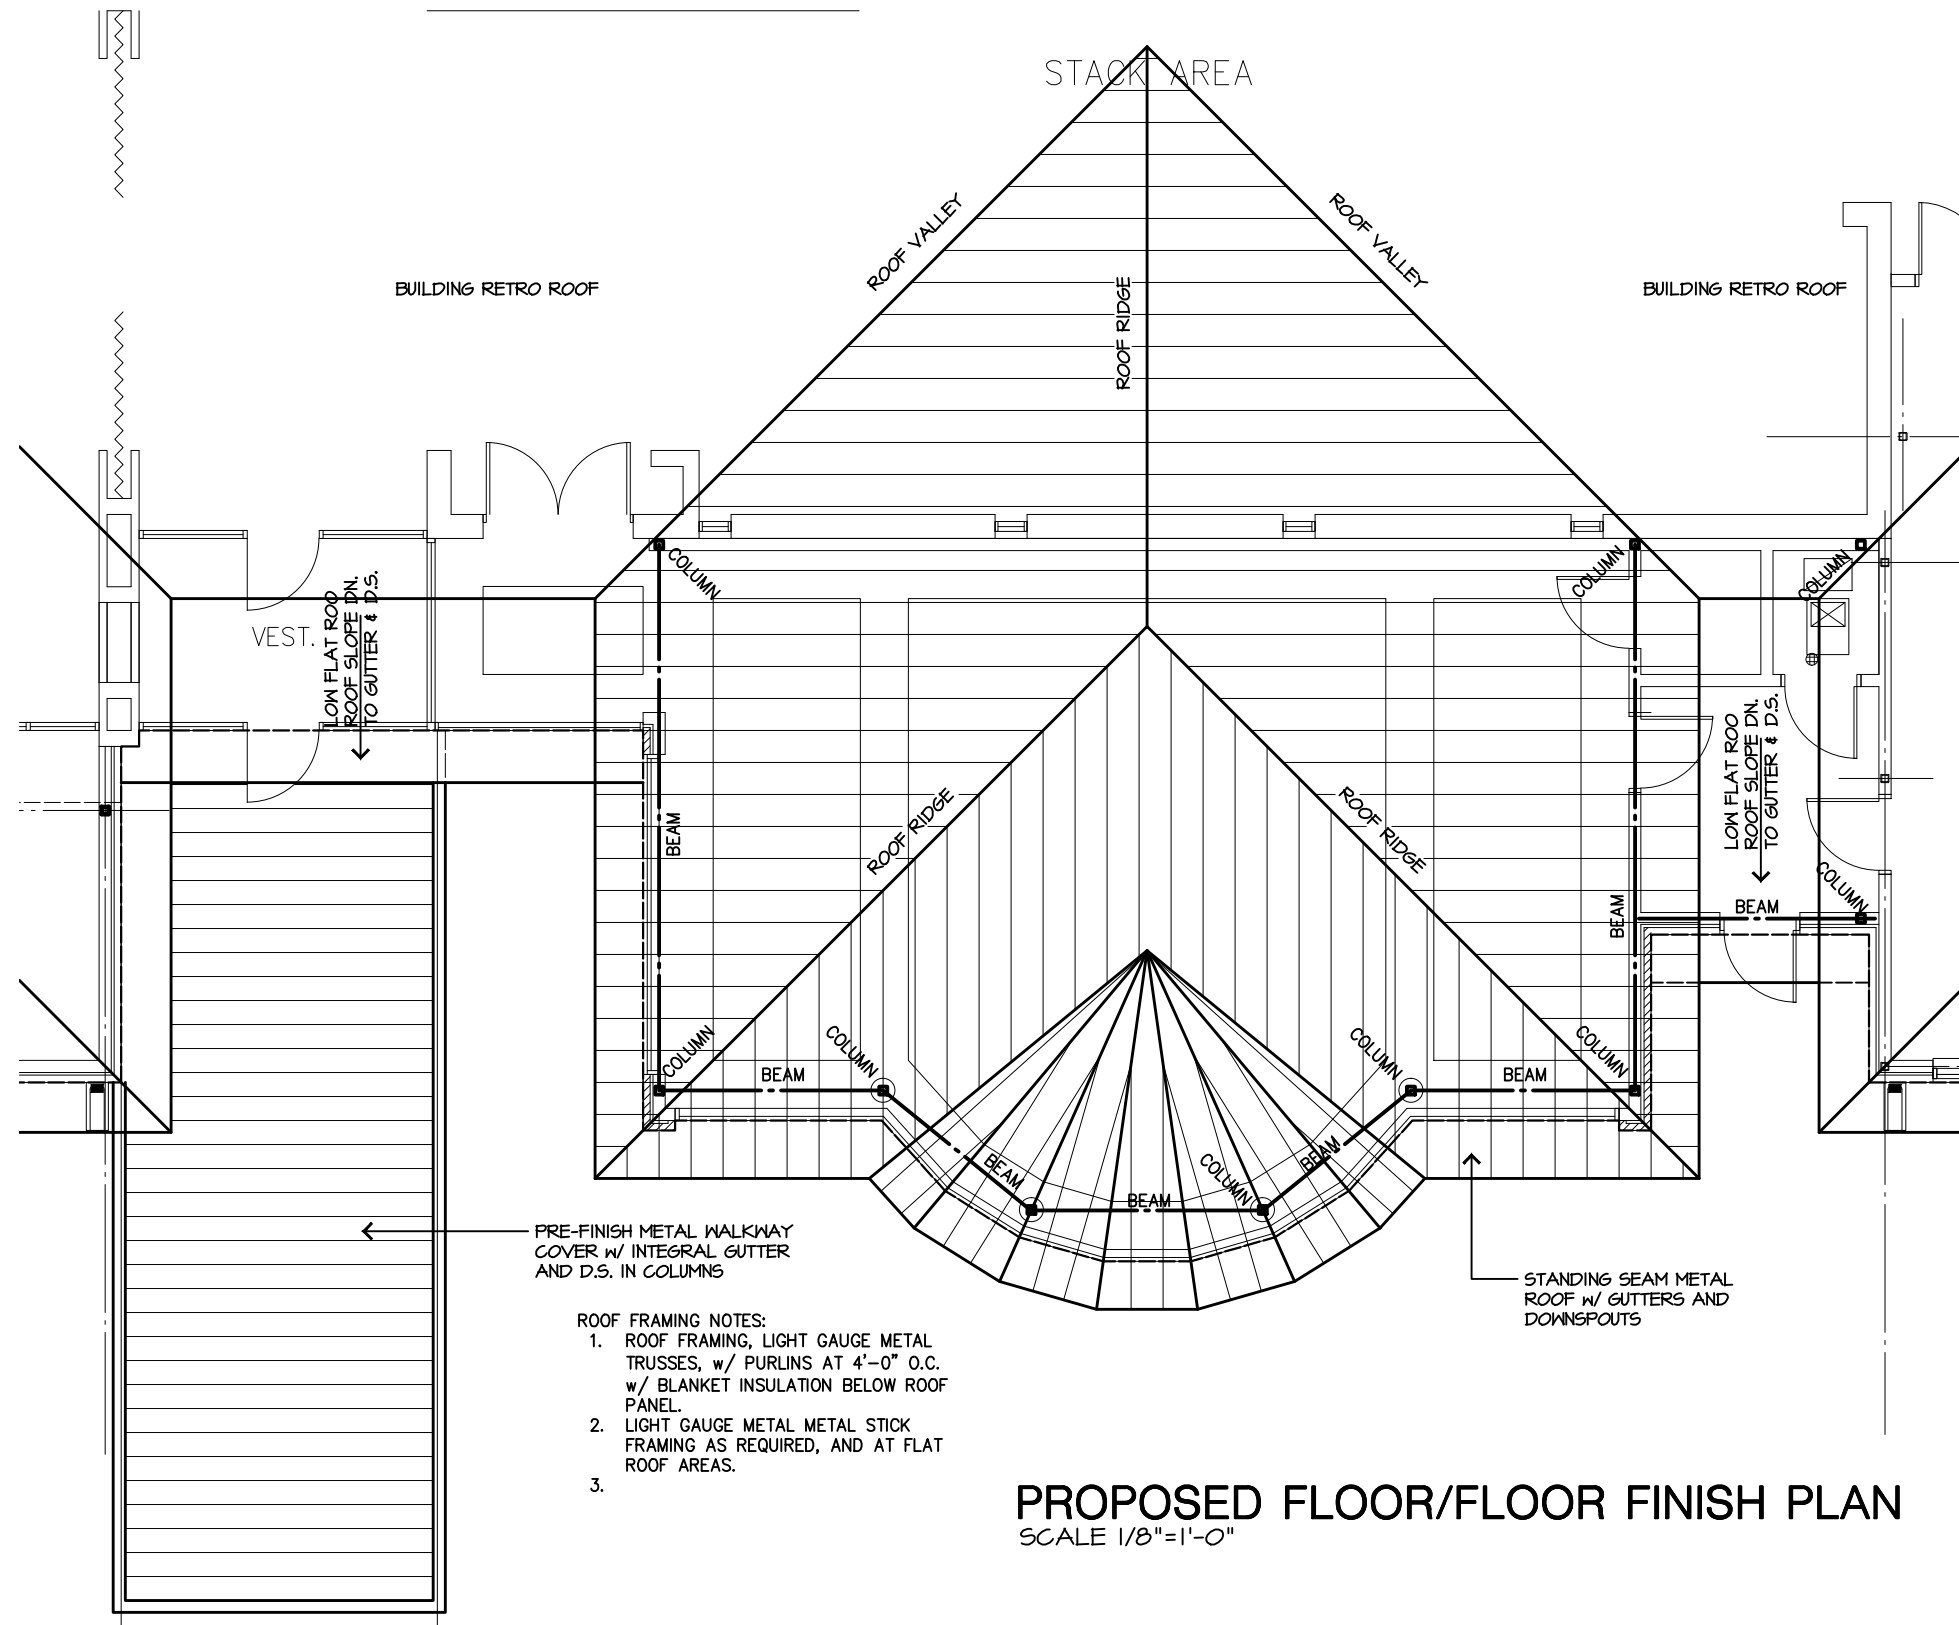 STACK AREA
ROOF VALLEY
ROOF VALLEY
BUILDING RETRO ROOF
ROOF RIDGE
BUILDING RETRO ROOF
COLUMN
COLUMN
COLUMN
VEST.
LOW FLAT ROO
ROOF SLOPE DN.
TO GUTTER & D.S.
LOW FLAT ROO
ROOF SLOPE DN.
TO GUTTER & D.S.
BEAM
ROOF RIDGE
ROOF RIDGE
BEAM
BEAM
COLUMN
COLUMN
COLUMN
COLUMN
COLUMN
BEAM
BEAM
BEAM
BEAM
COLUMN
BEAM
PRE-FINISH METAL WALKWAY
COVER w/ INTEGRAL GUTTER
AND D.S. IN COLUMNS
STANDING SEAM METAL
ROOF w/ GUTTERS AND
DOWNSPOUTS
ROOF FRAMING NOTES:
1. ROOF FRAMING, LIGHT GAUGE METAL
TRUSSES, w/ PURLINS AT 4'-0" O.C.
w/ BLANKET INSULATION BELOW ROOF
PANEL.
2. LIGHT GAUGE METAL METAL STICK
FRAMING AS REQUIRED, AND AT FLAT
ROOF AREAS.
3.
PROPOSED FLOOR/FLOOR FINISH PLAN
SCALE 1/8"=1'-0"